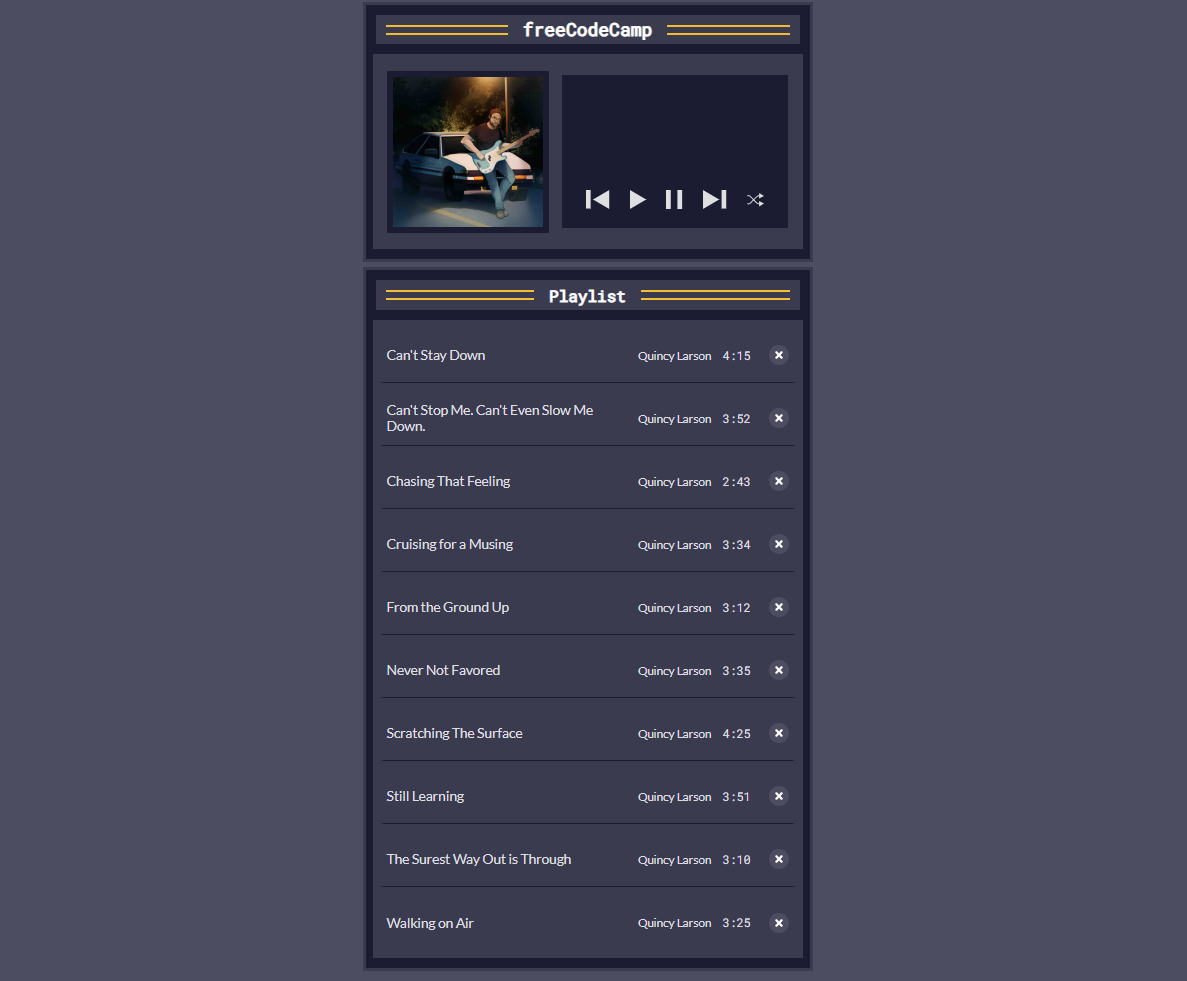 freeCodeCamp
Playlist
Can't Stay Down Quincy Larson 4:15
Can't Stop Me. Can't Even Slow Me
Down. Quincy Larson 3:52
Chasing That Feeling Quincy Larson 2:43
Cruising for a Musing Quincy Larson 3:34
From the Ground Up Quincy Larson 3:12
Never Not Favored Quincy Larson 3:35
Scratching The Surface Quincy Larson 4:25
Still Learning Quincy Larson 3:51
The Surest Way Out is Through Quincy Larson 3:10
Walking on Air Quincy Larson 3:25